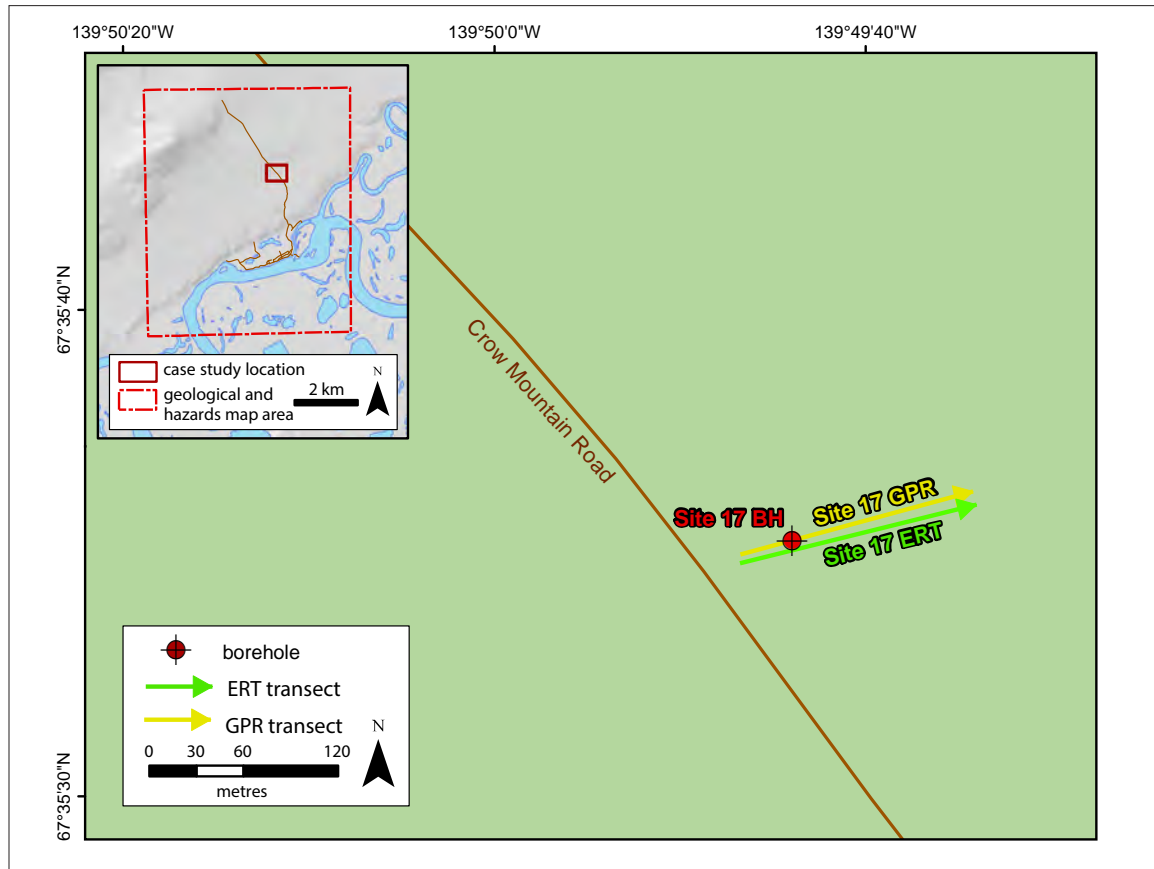 139°50'20"W
139°50'0"W
139°49'40"W
67°35'40"N
67°35'30"N
case study location
geological and
hazards map area
2 km
N
Crow Mountain Road
Site 17 BH
Site 17 GPR
Site 17 ERT
borehole
ERT transect
GPR transect
N
0 30 60 120
metres